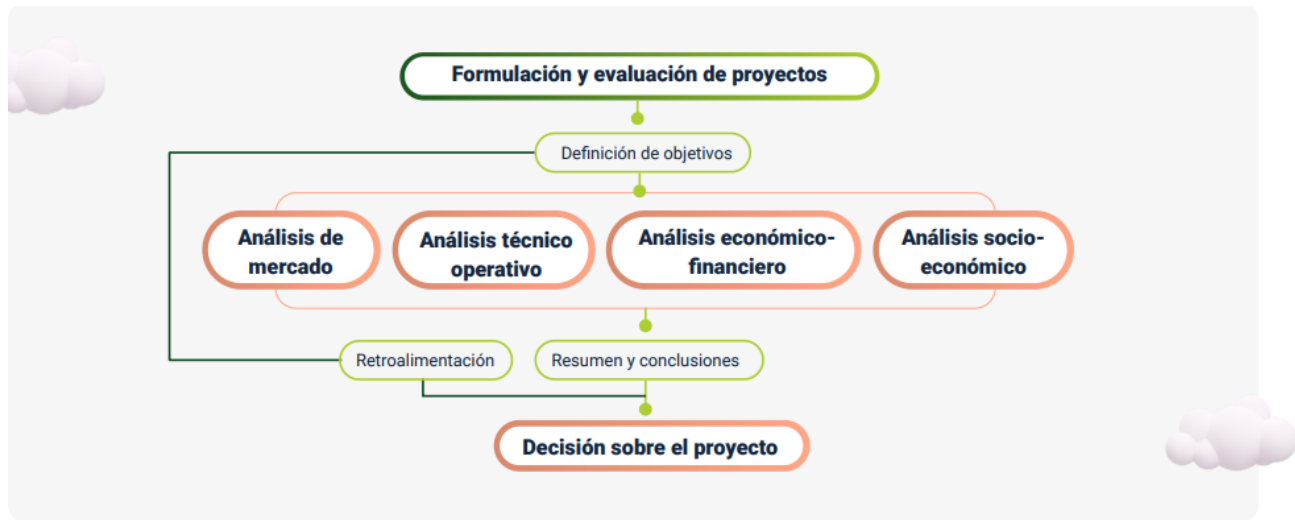 Formulación y evaluación de proyectos
Definición de objetivos
Análisis de
mercado
Análisis técnico
operativo
Análisis económico-
financiero
Análisis socio-
económico
Retroalimentación
Resumen y conclusiones
Decisión sobre el proyecto